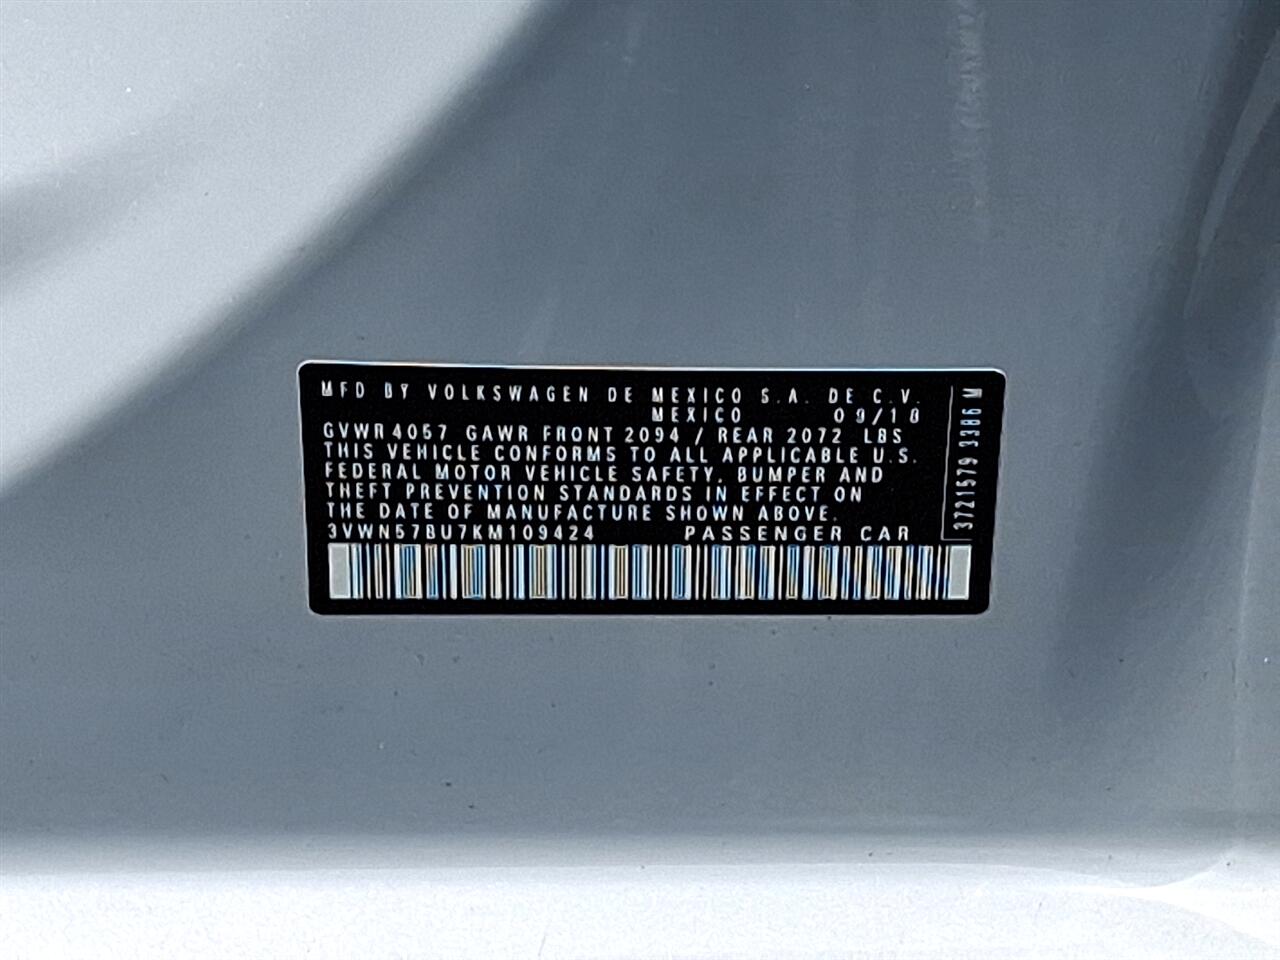 MFD BY VOLKSWAGEN DE MEXICO S.A. DE C.V.
MEXICO 09/18
GVWR 4057 GAWR FRONT 2094 / REAR 2072 LBS
THIS VEHICLE CONFORMS TO ALL APPLICABLE U.S.
FEDERAL MOTOR VEHICLE SAFETY, BUMPER AND
THEFT PREVENTION STANDARDS IN EFFECT ON
THE DATE OF MANUFACTURE SHOWN ABOVE.
3VWN57BU7KM109424 PASSENGER CAR
3721579 3386 M